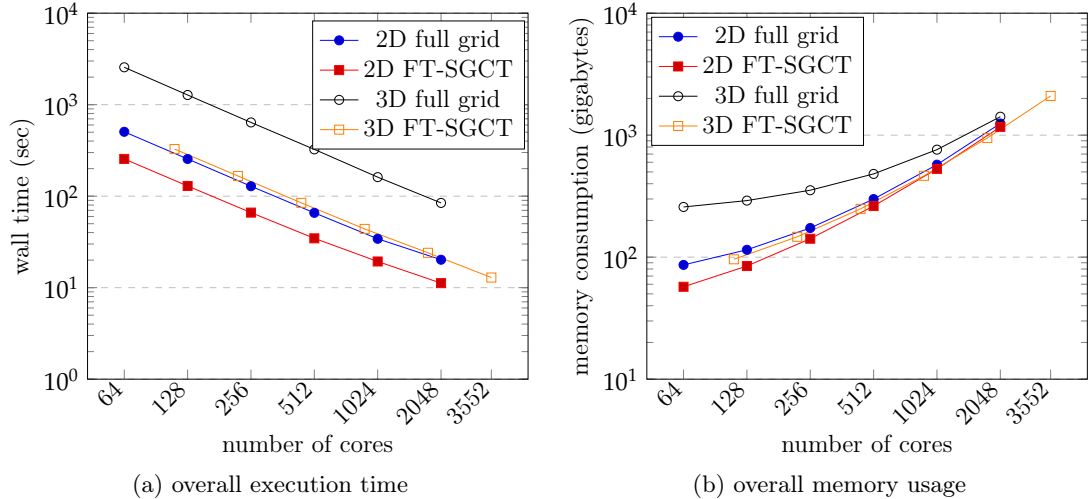 10^4
10^3
10^2
10^1
10^0
wall time (sec)
2D full grid
2D FT-SGCT
3D full grid
3D FT-SGCT
64
128
256
512
1024
2048
3552
number of cores
(a) overall execution time
10^4
10^3
10^2
10^1
memory consumption (gigabytes)
2D full grid
2D FT-SGCT
3D full grid
3D FT-SGCT
64
128
256
512
1024
2048
3552
number of cores
(b) overall memory usage